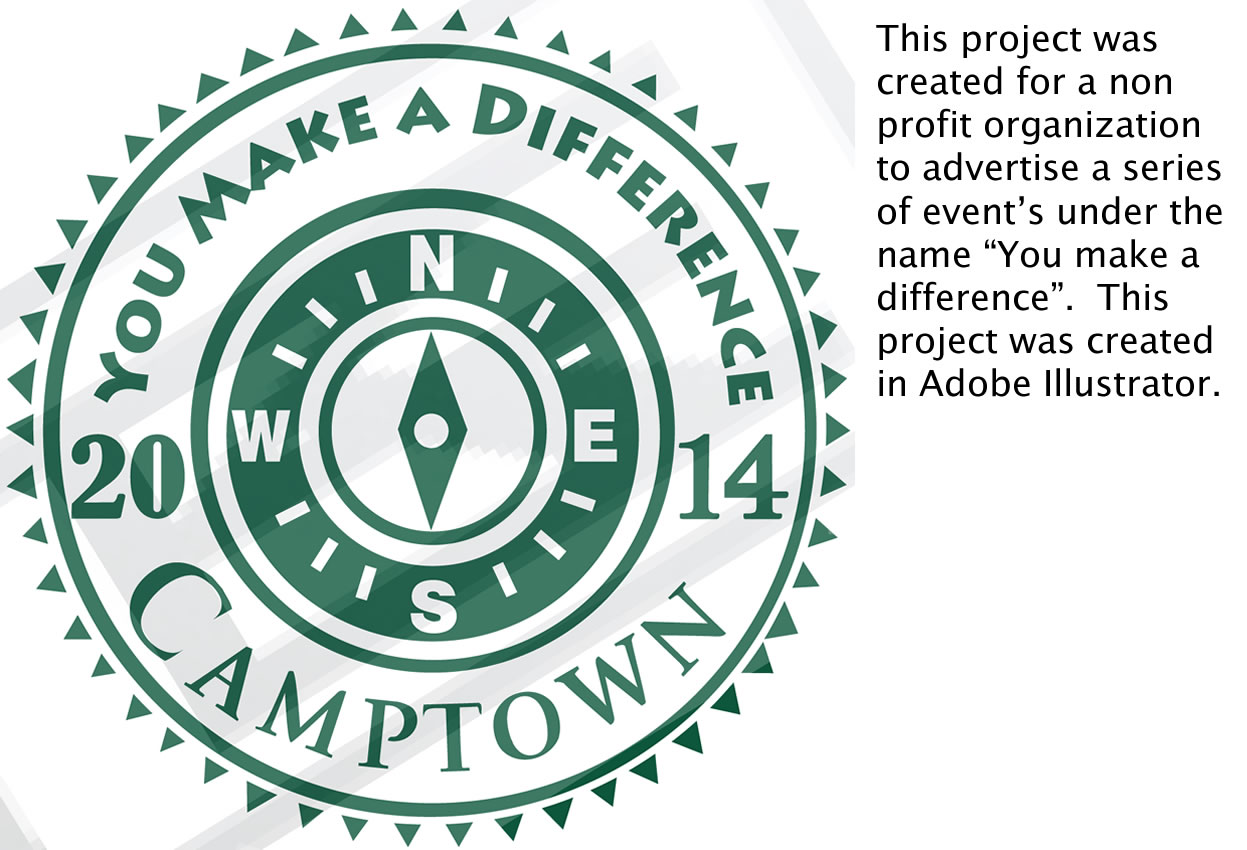 You Make a Difference
N
W
E
S
20
14
Camptown
This project was
created for a non
profit organization
to advertise a series
of event’s under the
name “You make a
difference”.  This
project was created
in Adobe Illustrator.